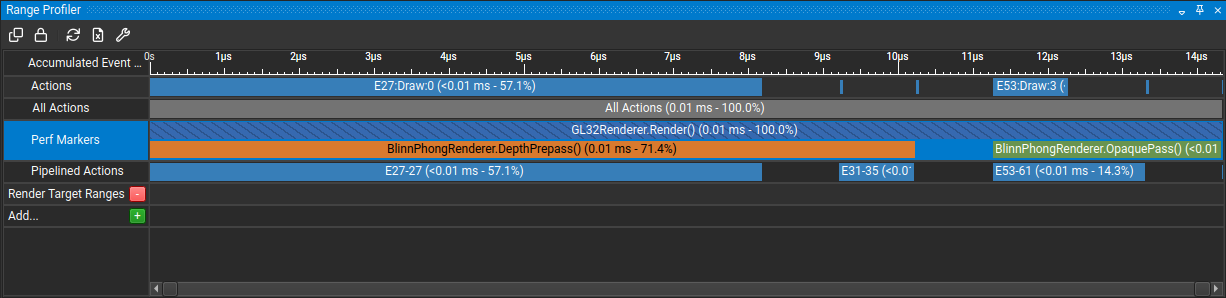 Range Profiler
Accumulated Event ... 0s 1µs 2µs 3µs 4µs 5µs 6µs 7µs 8µs 9µs 10µs 11µs 12µs 13µs 14µs
Actions E27:Draw:0 (<0.01 ms - 57.1%) E53:Draw:3 (
All Actions All Actions (0.01 ms - 100.0%)
Perf Markers GL32Renderer.Render() (0.01 ms - 100.0%)
BlinnPhongRenderer.DepthPrepass() (0.01 ms - 71.4%) BlinnPhongRenderer.OpaquePass() (<0.01
Pipelined Actions E27-27 (<0.01 ms - 57.1%) E31-35 (<0.0 E53-61 (<0.01 ms - 14.3%)
Render Target Ranges -
Add... +